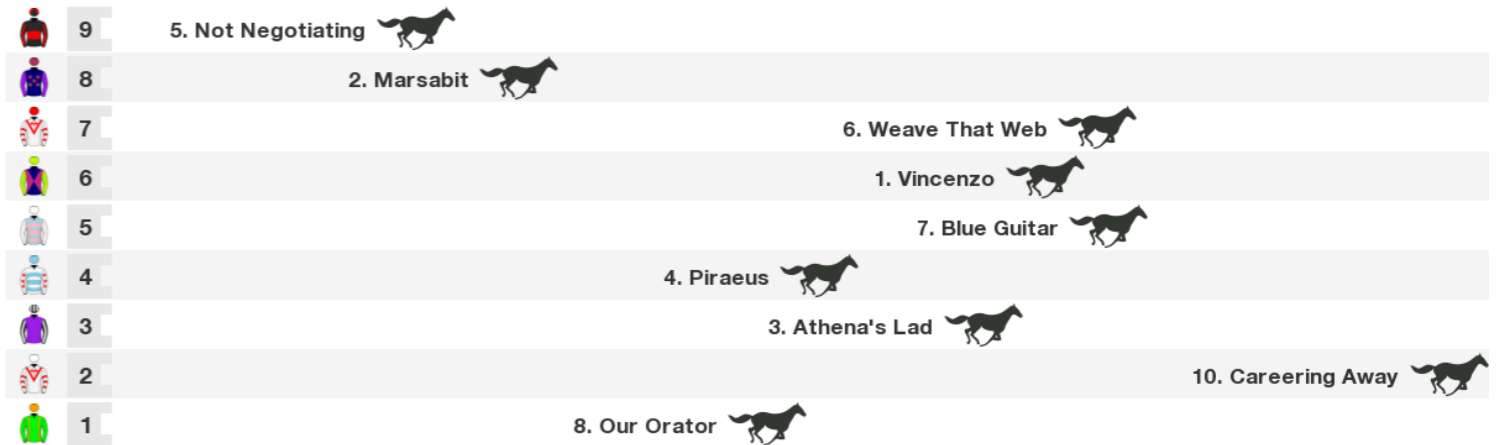 9 5. Not Negotiating
8 2. Marsabit
7 6. Weave That Web
6 1. Vincenzo
5 7. Blue Guitar
4 4. Piraeus
3 3. Athena's Lad
2 10. Careering Away
1 8. Our Orator